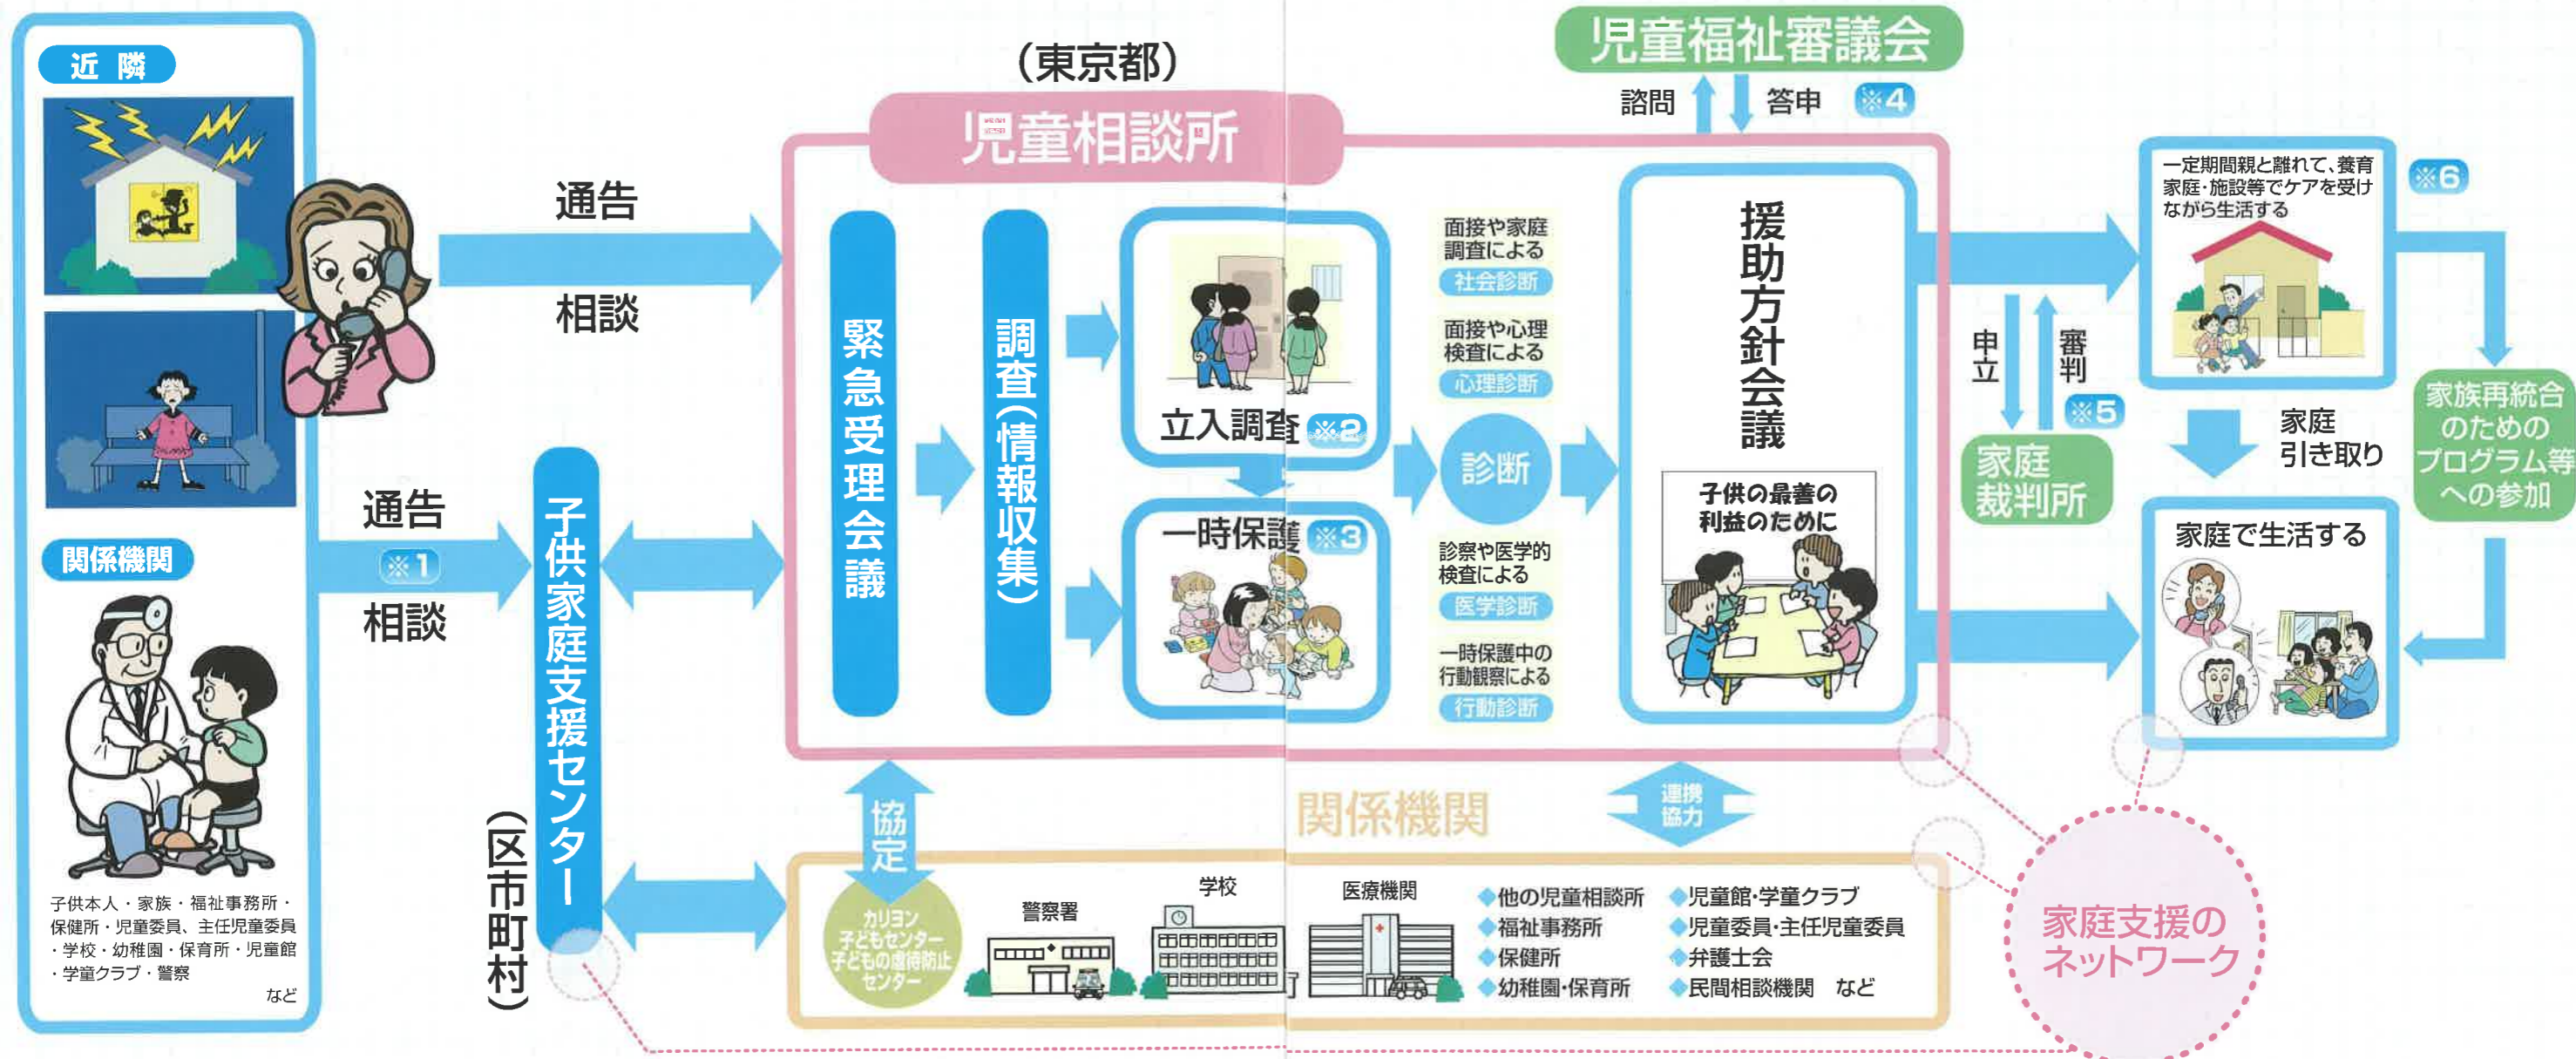 近隣
関係機関
子供本人・家族・福祉事務所・
保健所・児童委員、主任児童委員
・学校・幼稚園・保育所・児童館
・学童クラブ・警察
など
通告
相談
通告
※1
相談
子供家庭支援センター
(区市町村)
(東京都)
児童相談所
緊急受理会議
調査(情報収集)
立入調査 ※2
一時保護 ※3
面接や家庭
調査による
社会診断
面接や心理
検査による
心理診断
診断
診察や医学的
検査による
医学診断
一時保護中の
行動観察による
行動診断
援助方針会議
子供の最善の
利益のために
児童福祉審議会
諮問
答申
※4
一定期間親と離れて、養育
家庭・施設等でケアを受け
ながら生活する
※6
申立
審判
※5
家庭
裁判所
家庭
引き取り
家族再統合
のための
プログラム等
への参加
家庭で生活する
協定
関係機関
連携
協力
カリヨン
子どもセンター
子どもの虐待防止
センター
警察署
学校
医療機関
◆他の児童相談所
◆福祉事務所
◆保健所
◆幼稚園・保育所
◆児童館・学童クラブ
◆児童委員・主任児童委員
◆弁護士会
◆民間相談機関 など
家庭支援の
ネットワーク